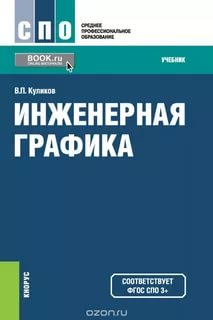 СПО
СРЕДНЕЕ
ПРОФЕССИОНАЛЬНОЕ
ОБРАЗОВАНИЕ
BOOK.ru
УЧЕБНИК
В.П. Куликов
ИНЖЕНЕРНАЯ
ГРАФИКА
КНОРУС
СООТВЕТСТВУЕТ
ФГОС СПО 3+
ozon.ru